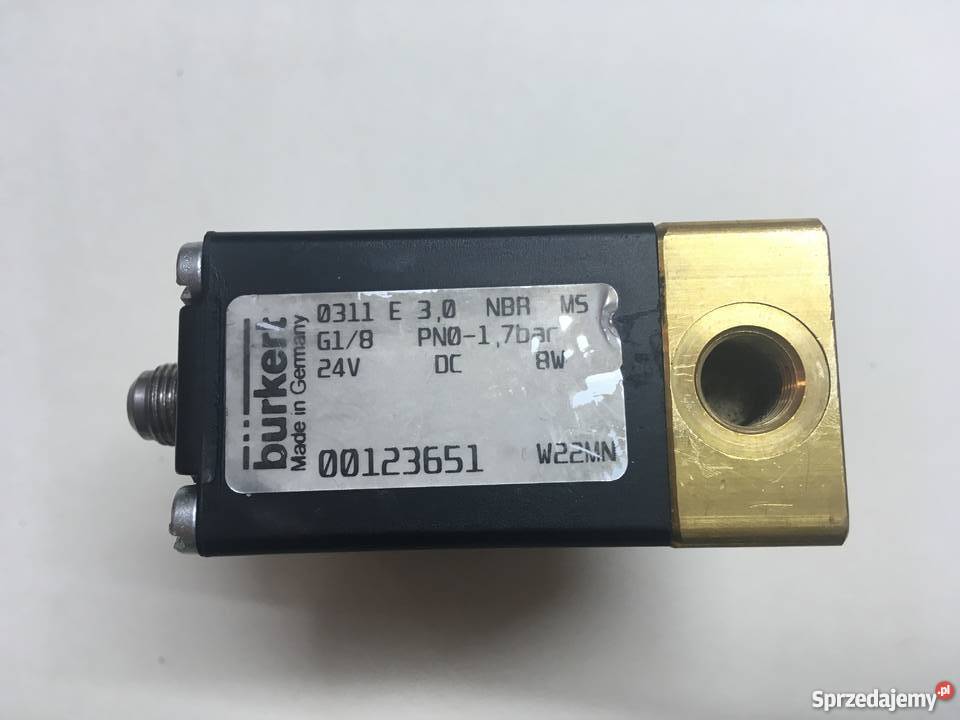 burkert
Made in Germany
0311 E 3,0 NBR MS
G1/8 PN0-1,7bar
24V DC 8W
00123651 W22MN
Sprzedajemy.pl